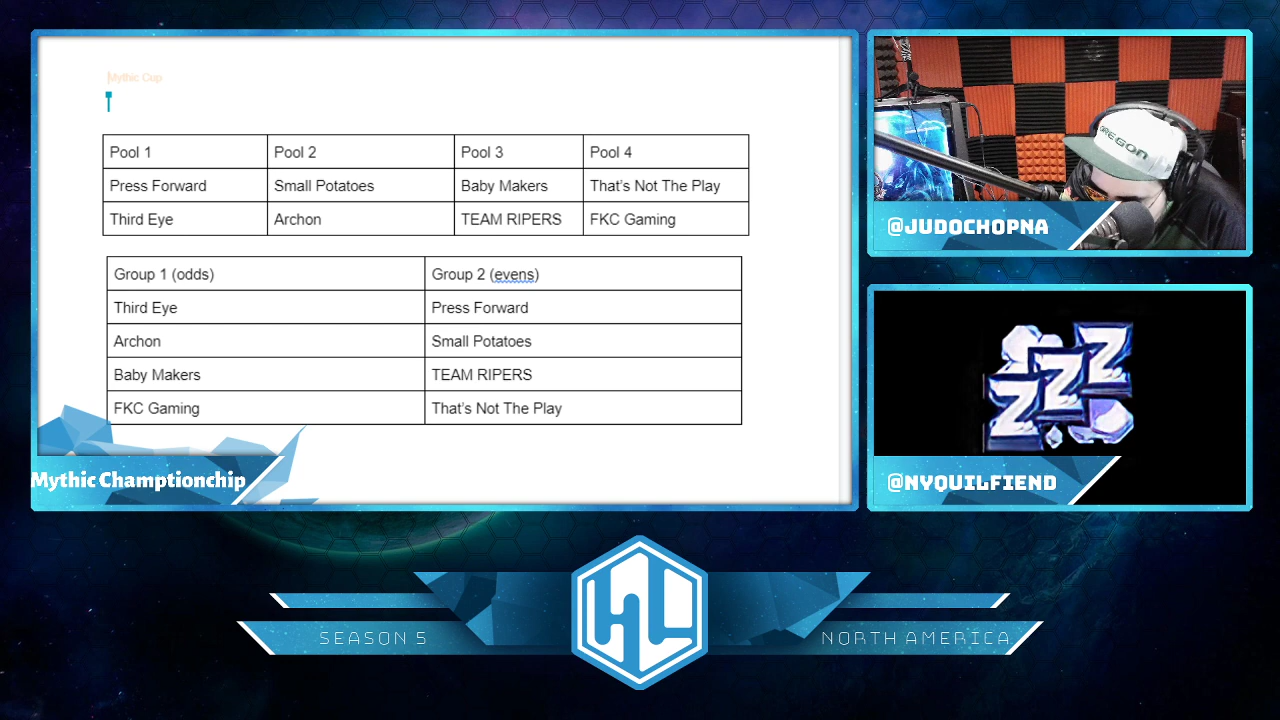 Mythic Cup
Pool 1 Pool 2 Pool 3 Pool 4
Press Forward Small Potatoes Baby Makers That's Not The Play
Third Eye Archon TEAM RIPERS FKC Gaming
Group 1 (odds) Group 2 (evens)
Third Eye Press Forward
Archon Small Potatoes
Baby Makers TEAM RIPERS
FKC Gaming That's Not The Play
Mythic Champtionchip
OREGON
@JUDOCHOPNA
ZZZ
@NYQUILFIEND
HL
SEASON 5
NORTH AMERICA